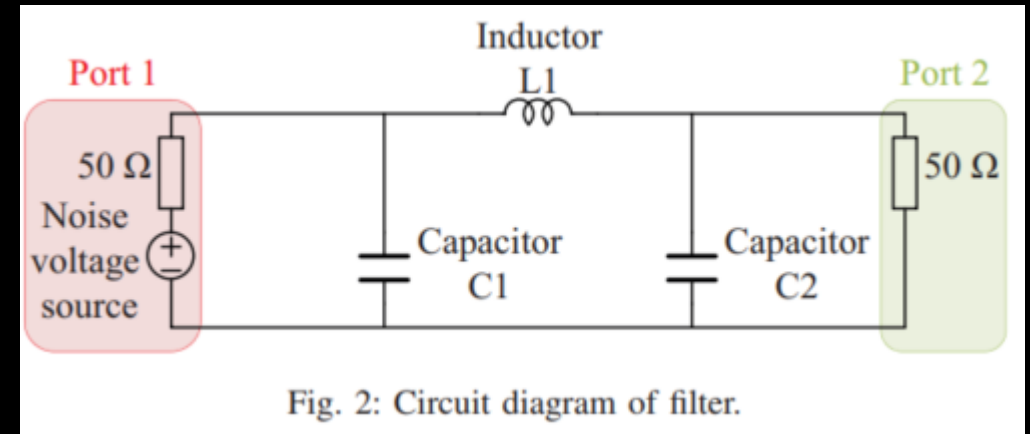 Inductor
L1
Port 1
Port 2
50 Ω
50 Ω
Noise
voltage
source
Capacitor
C1
Capacitor
C2
Fig. 2: Circuit diagram of filter.